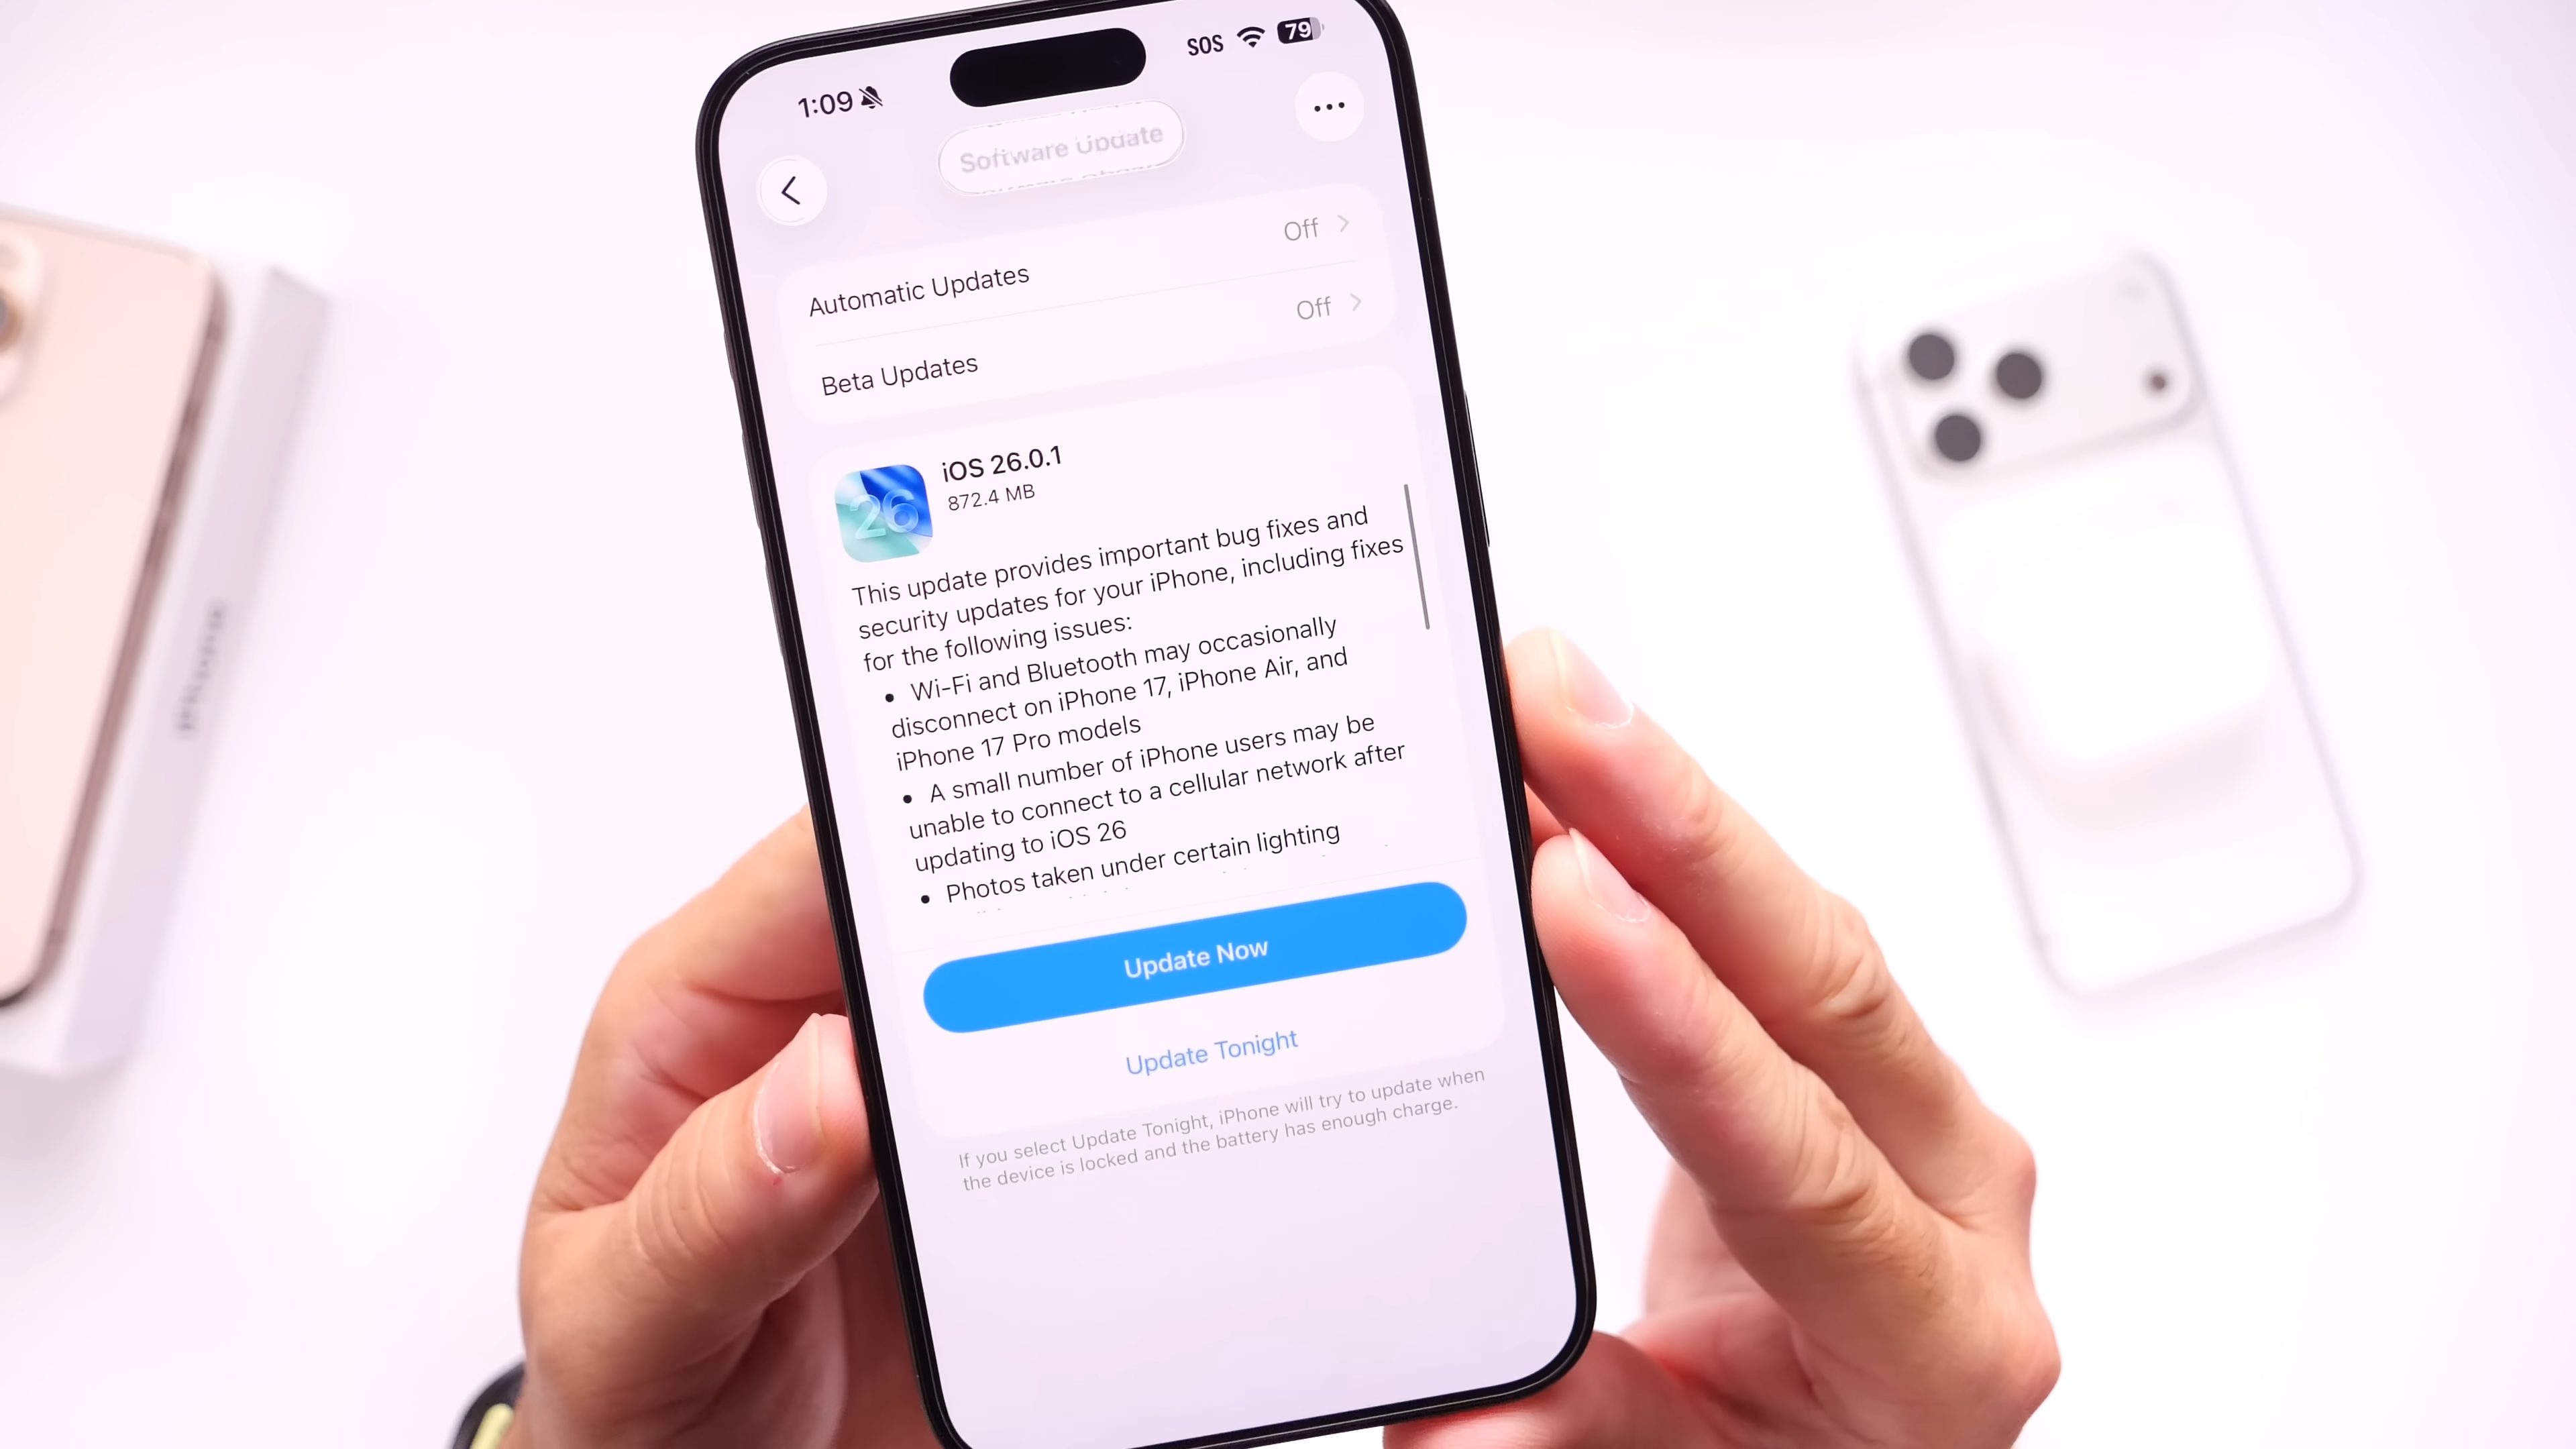 1:09
SOS
79
Software Update
Automatic Updates
Off
Beta Updates
Off
26
iOS 26.0.1
872.4 MB
This update provides important bug fixes and
security updates for your iPhone, including fixes
for the following issues:
• Wi-Fi and Bluetooth may occasionally
disconnect on iPhone 17, iPhone Air, and
iPhone 17 Pro models
• A small number of iPhone users may be
unable to connect to a cellular network after
updating to iOS 26
• Photos taken under certain lighting
Update Now
Update Tonight
If you select Update Tonight, iPhone will try to update when
the device is locked and the battery has enough charge.
iPhone